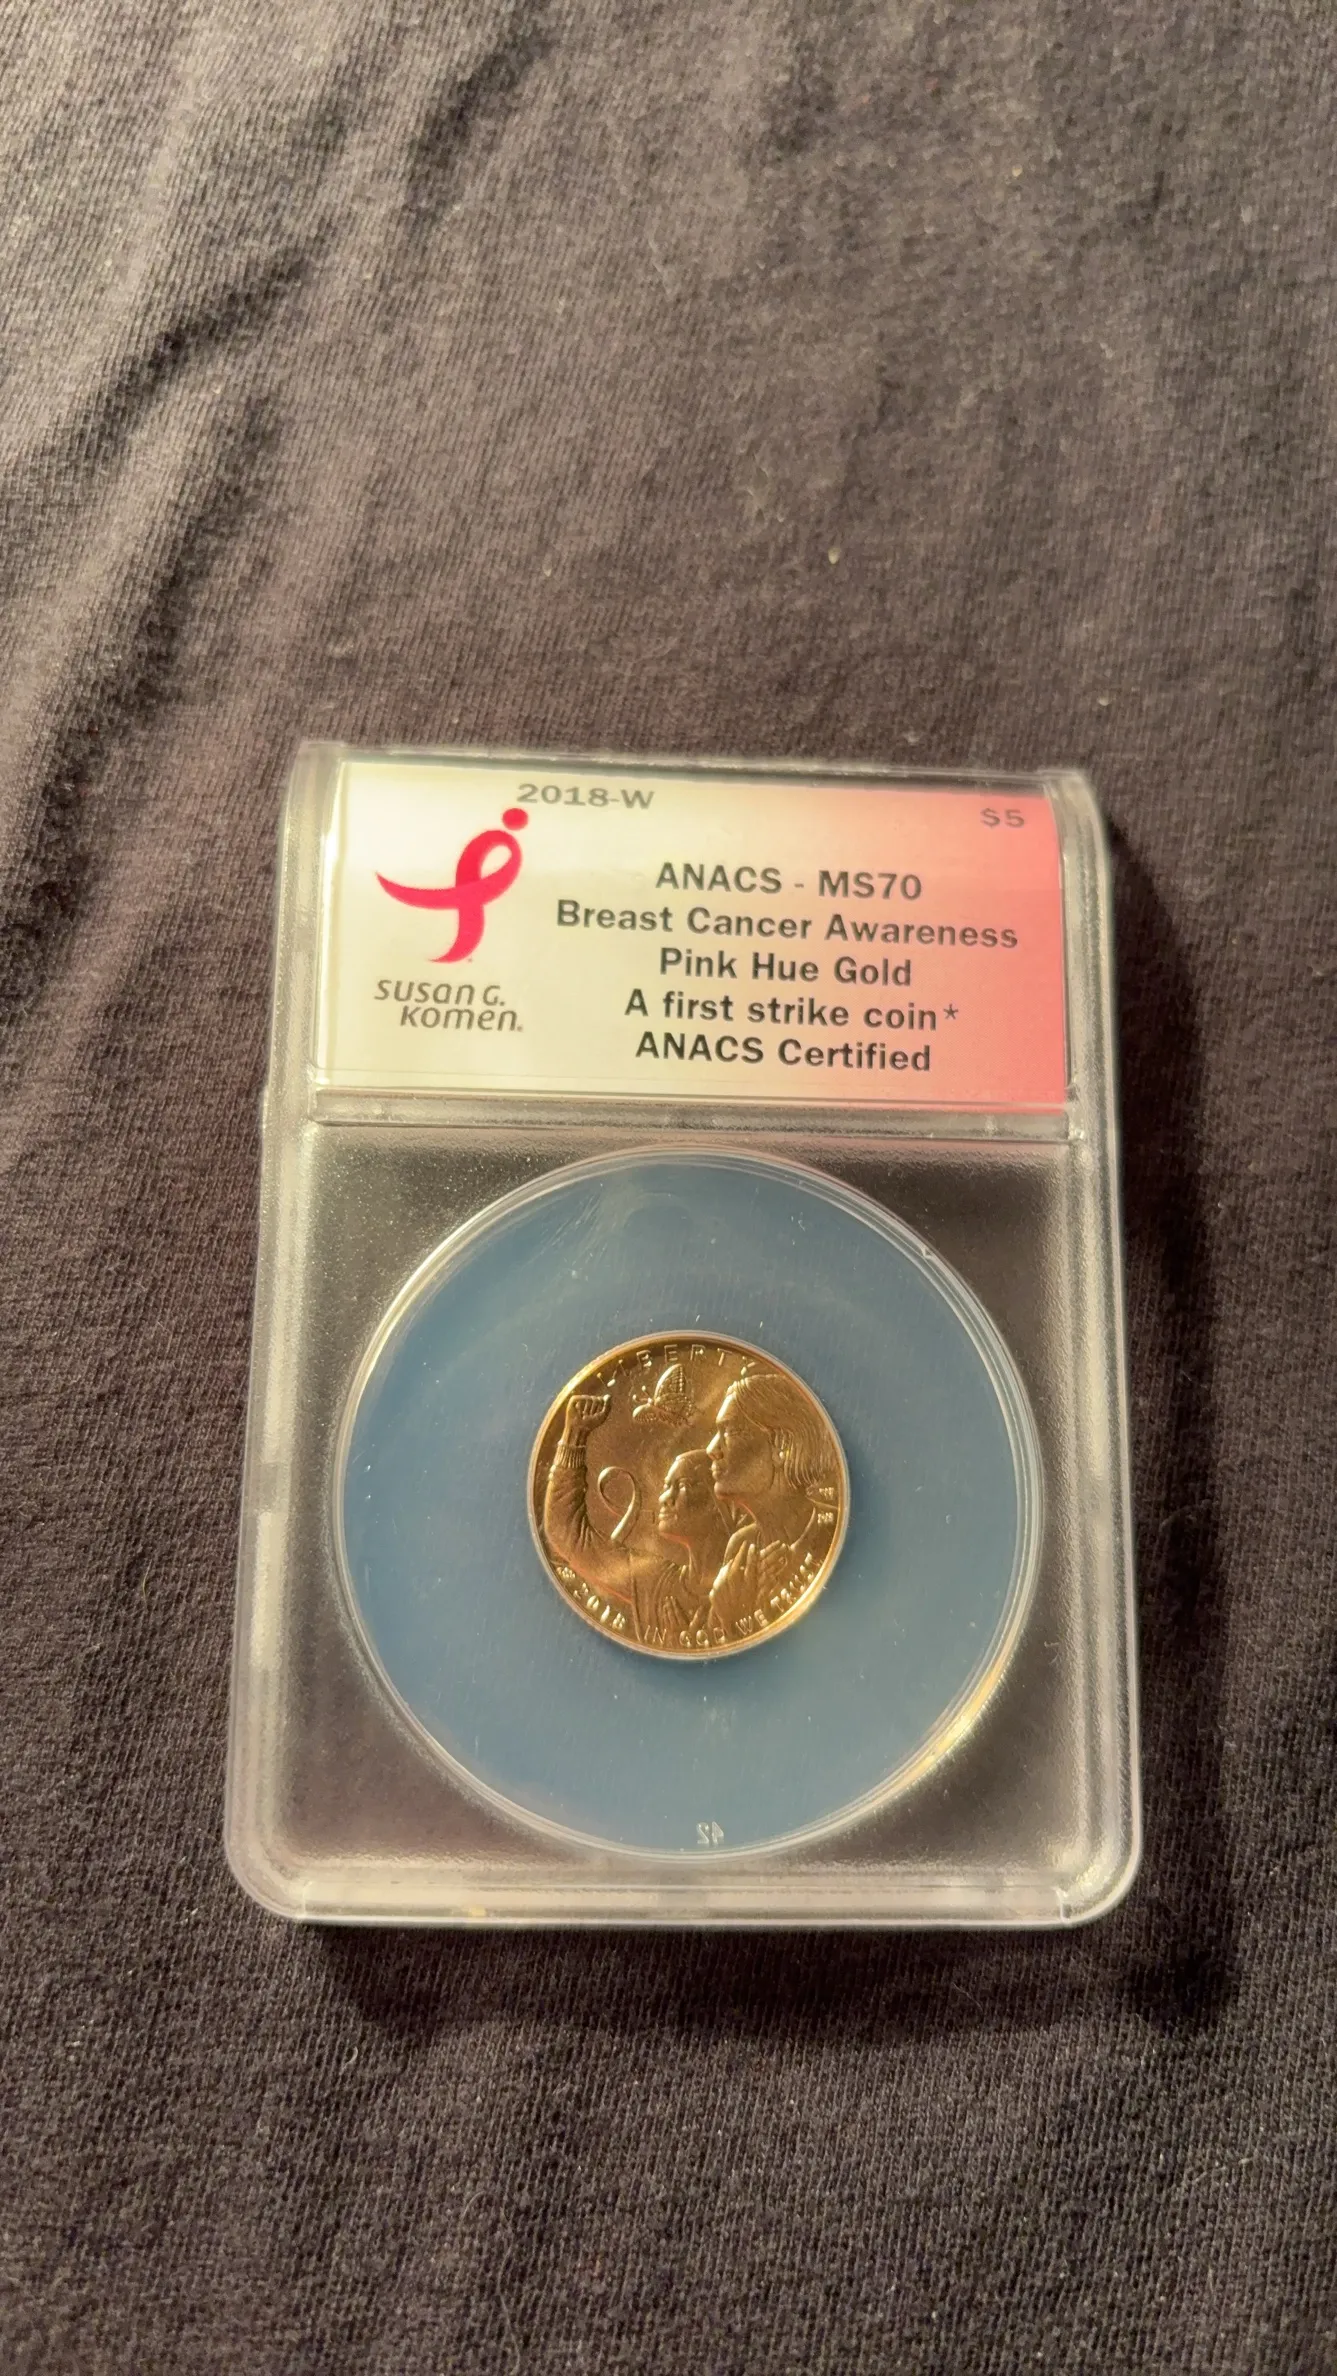 2018-W
$5
ANACS - MS70
Breast Cancer Awareness
Pink Hue Gold
A first strike coin*
ANACS Certified
susan G.
Komen®
LIBERTY
2018
IN GOD WE TRUST
42